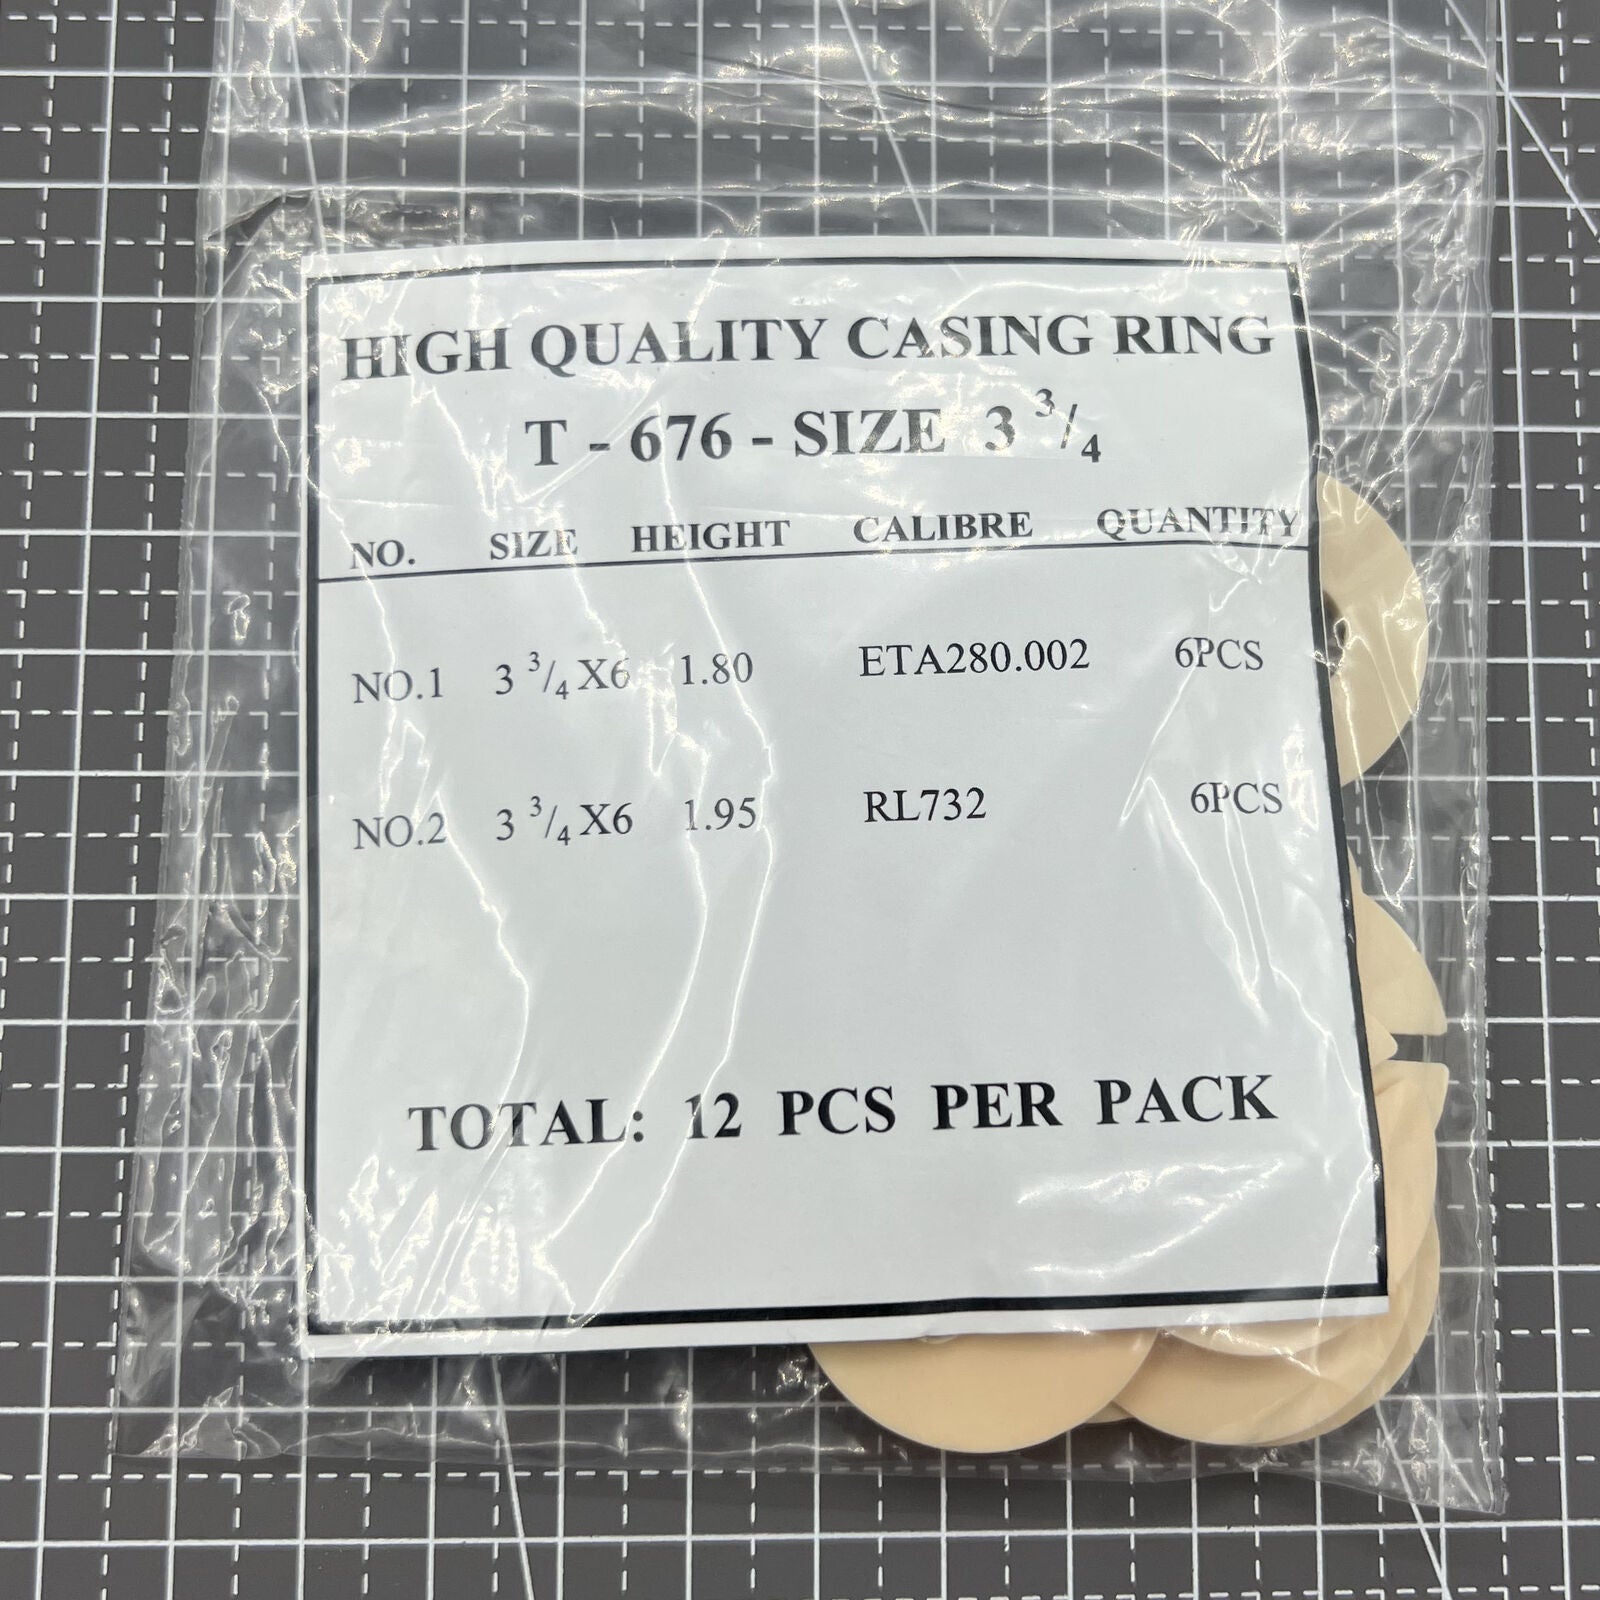 HIGH QUALITY CASING RING
T - 676 - SIZE 3 3/4
NO. SIZE HEIGHT CALIBRE QUANTITY
NO.1 3 3/4 X6 1.80 ETA280.002 6PCS
NO.2 3 3/4 X6 1.95 RL732 6PCS
TOTAL: 12 PCS PER PACK